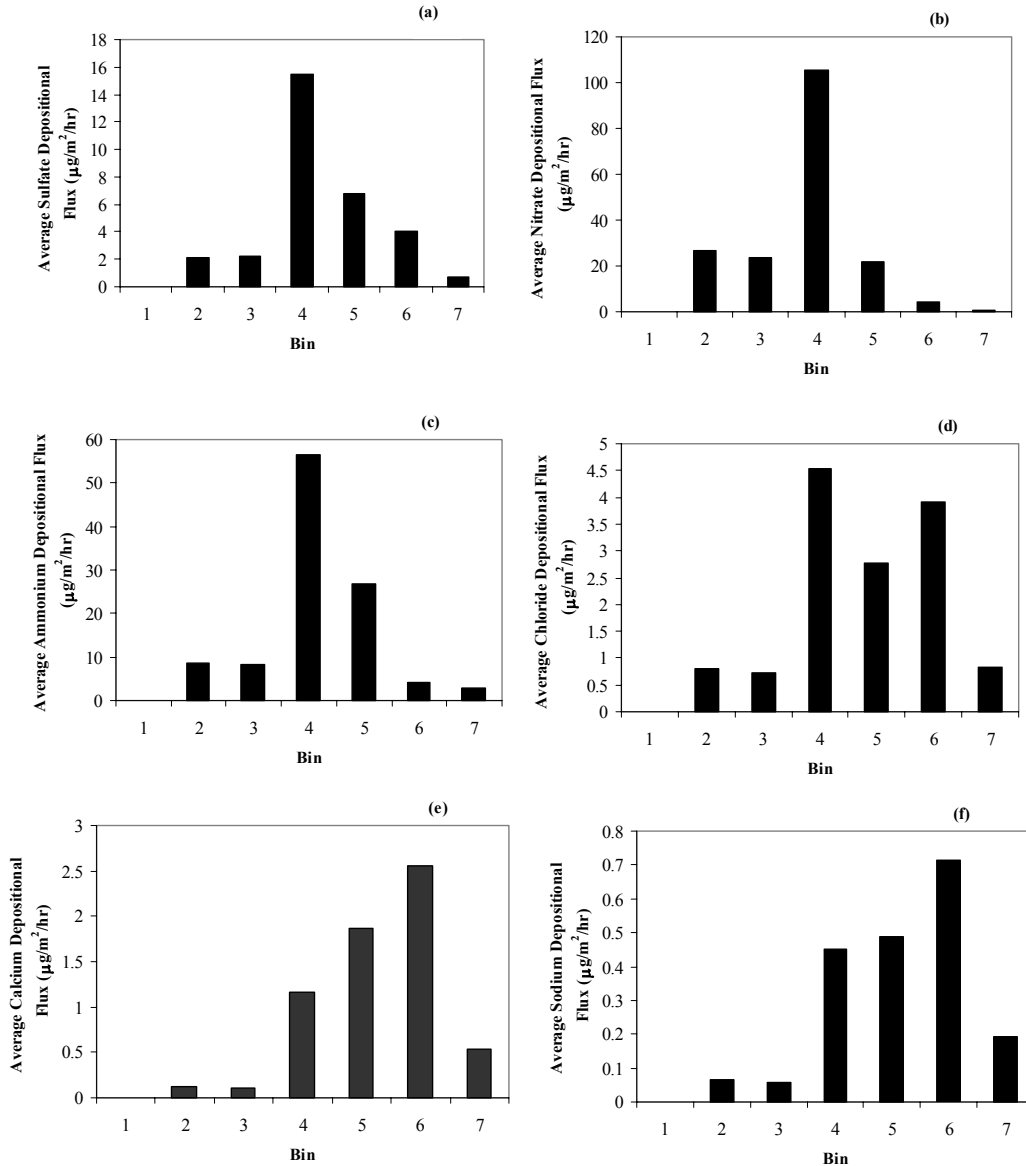 (a)
Average Sulfate Depositional
Flux (µg/m²/hr)
18
16
14
12
10
8
6
4
2
0
1 2 3 4 5 6 7
Bin
(b)
Average Nitrate Depositional Flux
(µg/m²/hr)
120
100
80
60
40
20
0
1 2 3 4 5 6 7
Bin
(c)
Average Ammonium Depositional Flux
(µg/m²/hr)
60
50
40
30
20
10
0
1 2 3 4 5 6 7
Bin
(d)
Average Chloride Depositional Flux
(µg/m²/hr)
5
4.5
4
3.5
3
2.5
2
1.5
1
0.5
0
1 2 3 4 5 6 7
Bin
(e)
Average Calcium Depositional
Flux (µg/m²/hr)
3
2.5
2
1.5
1
0.5
0
1 2 3 4 5 6 7
Bin
(f)
Average Sodium Depositional
Flux (µg/m²/hr)
0.8
0.7
0.6
0.5
0.4
0.3
0.2
0.1
0
1 2 3 4 5 6 7
Bin